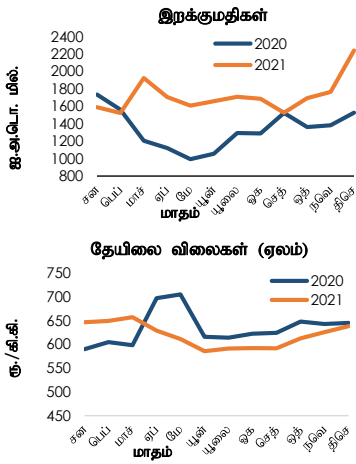 இறக்குமதிகள்
ஐ.அ.டொ. மில்.
2400
2200
2000
1800
1600
1400
1200
1000
800
2020
2021
சன பெப் மாச் ஏப் மே யூன் யூலை ஒக செத் ஒத் நவெ திசெ
மாதம்
தேயிலை விலைகள் (ஏலம்)
ரூ./கி.கி.
750
700
650
600
550
500
450
2020
2021
சன பெப் மாச் ஏப் மே யூன் யூலை ஓக செத் ஒத் நவெ திசெ
மாதம்